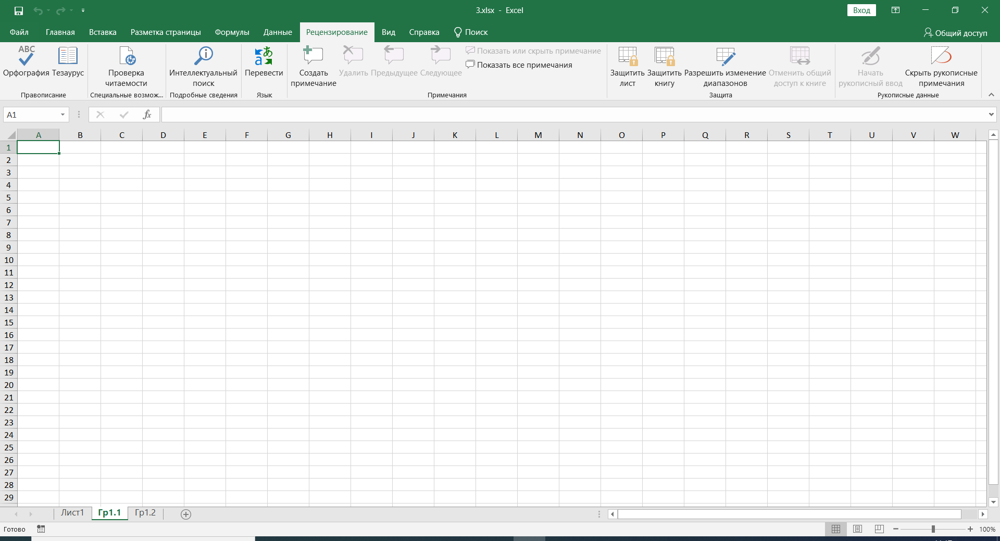 3.xlsx - Excel
Вход
Файл Главная Вставка Разметка страницы Формулы Данные Рецензирование Вид Справка Поиск Общий доступ
ABC
Орфография Тезаурус
Правописание
Проверка
читаемости
Специальные возмож...
Интеллектуальный
поиск
Подробные сведения
Перевести
Язык
Создать
примечание
Удалить Предыдущее Следующее
Показать или скрыть примечание
Показать все примечания
Примечания
Защитить
лист
Защитить
книгу
Разрешить изменение
диапазонов
Отменить общий
доступ к книге
Защита
Начать
рукописный ввод
Скрыть рукописные
примечания
Рукописные данные
A1
fx
A B C D E F G H I J K L M N O P Q R S T U V W
1
2
3
4
5
6
7
8
9
10
11
12
13
14
15
16
17
18
19
20
21
22
23
24
25
26
27
28
29
Лист1 Гр1.1 Гр1.2
Готово
100%